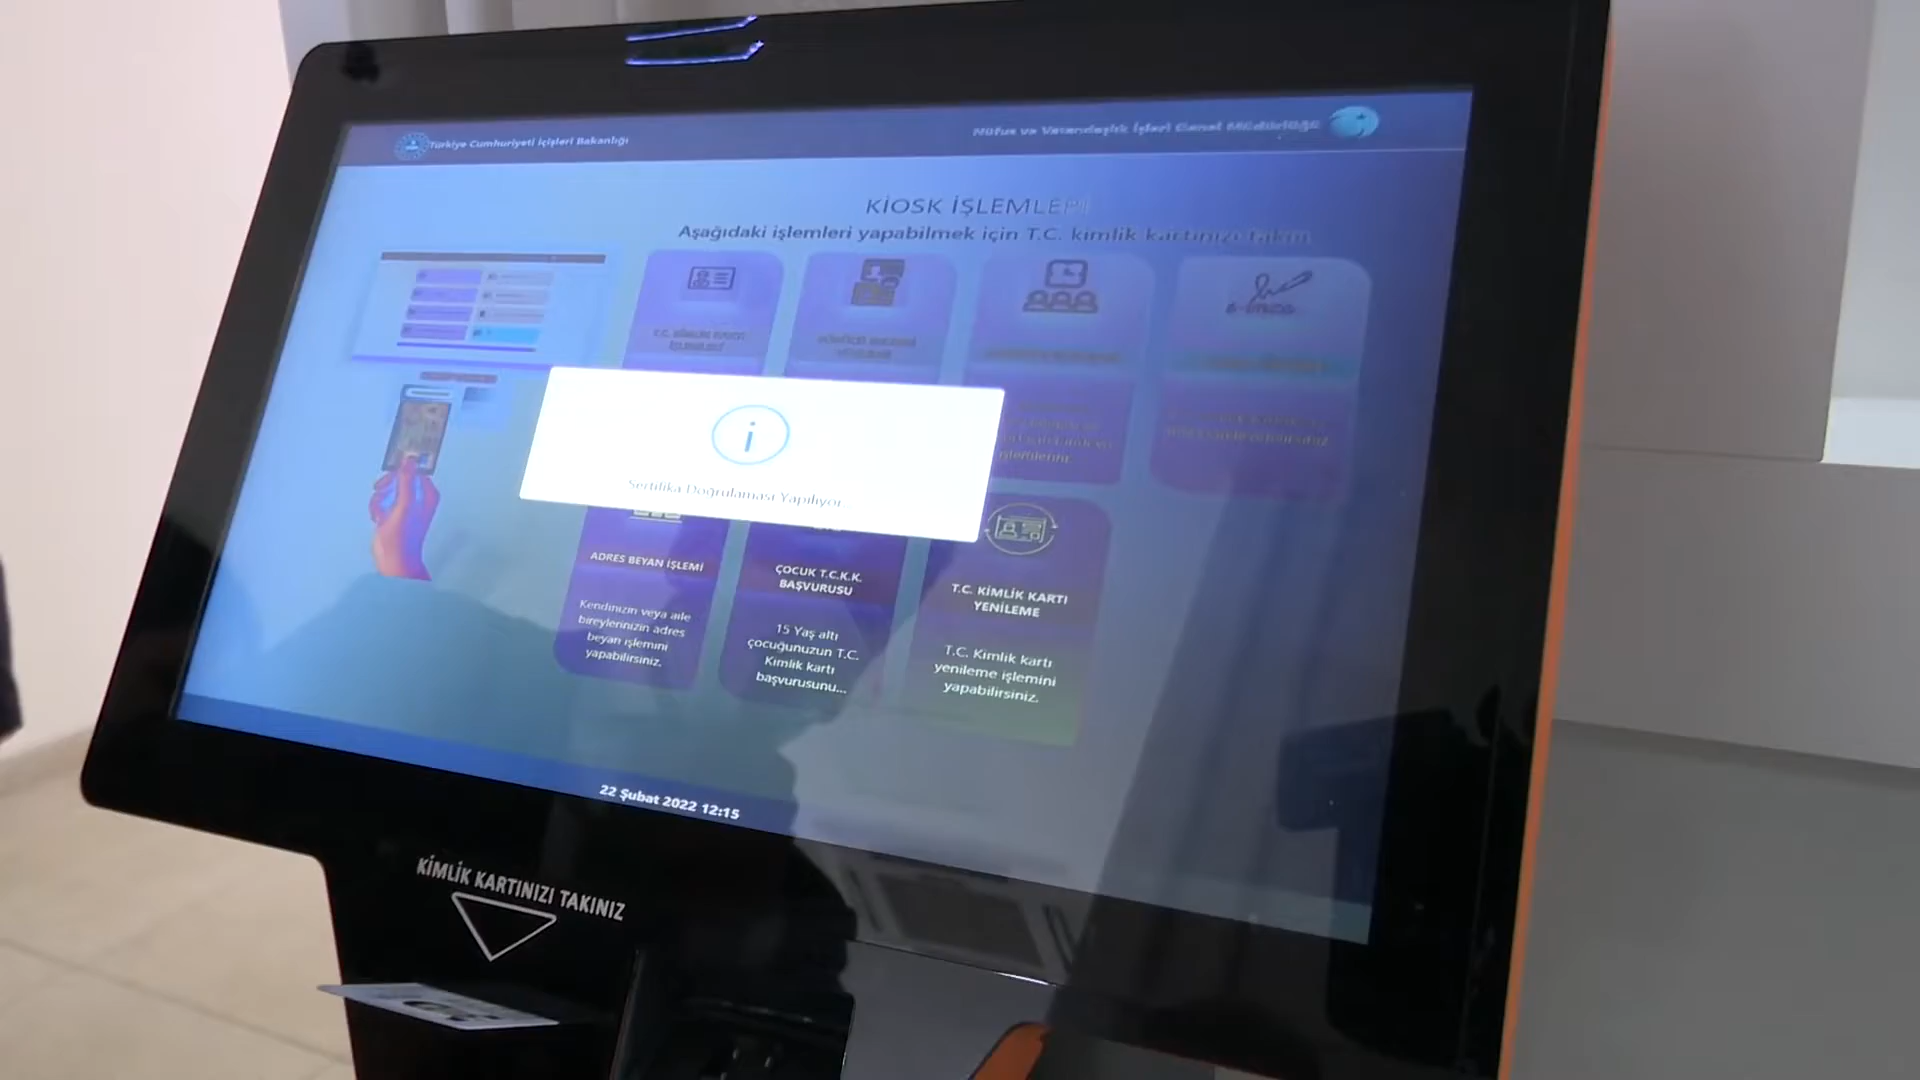 Türkiye Cumhuriyeti İçişleri Bakanlığı
Nüfus ve Vatandaşlık İşleri Genel Müdürlüğü
KİOSK İŞLEMLERİ
Aşağıdaki işlemleri yapabilmek için T.C. kimlik kartınızı takın
e-imza
işlemlerini
i
Sertifika Doğrulaması Yapılıyor
ADRES BEYAN İŞLEMİ
Kendinizin veya aile
bireylerinizin adres
beyan işlemini
yapabilirsiniz.
ÇOCUK T.C.K.K.
BAŞVURUSU
15 Yaş altı
çocuğunuzun T.C.
Kimlik kartı
başvurusunu...
T.C. KİMLİK KARTI
YENİLEME
T.C. Kimlik kartı
yenileme işlemini
yapabilirsiniz.
22 Şubat 2022 12:15
KİMLİK KARTINIZI TAKINIZ